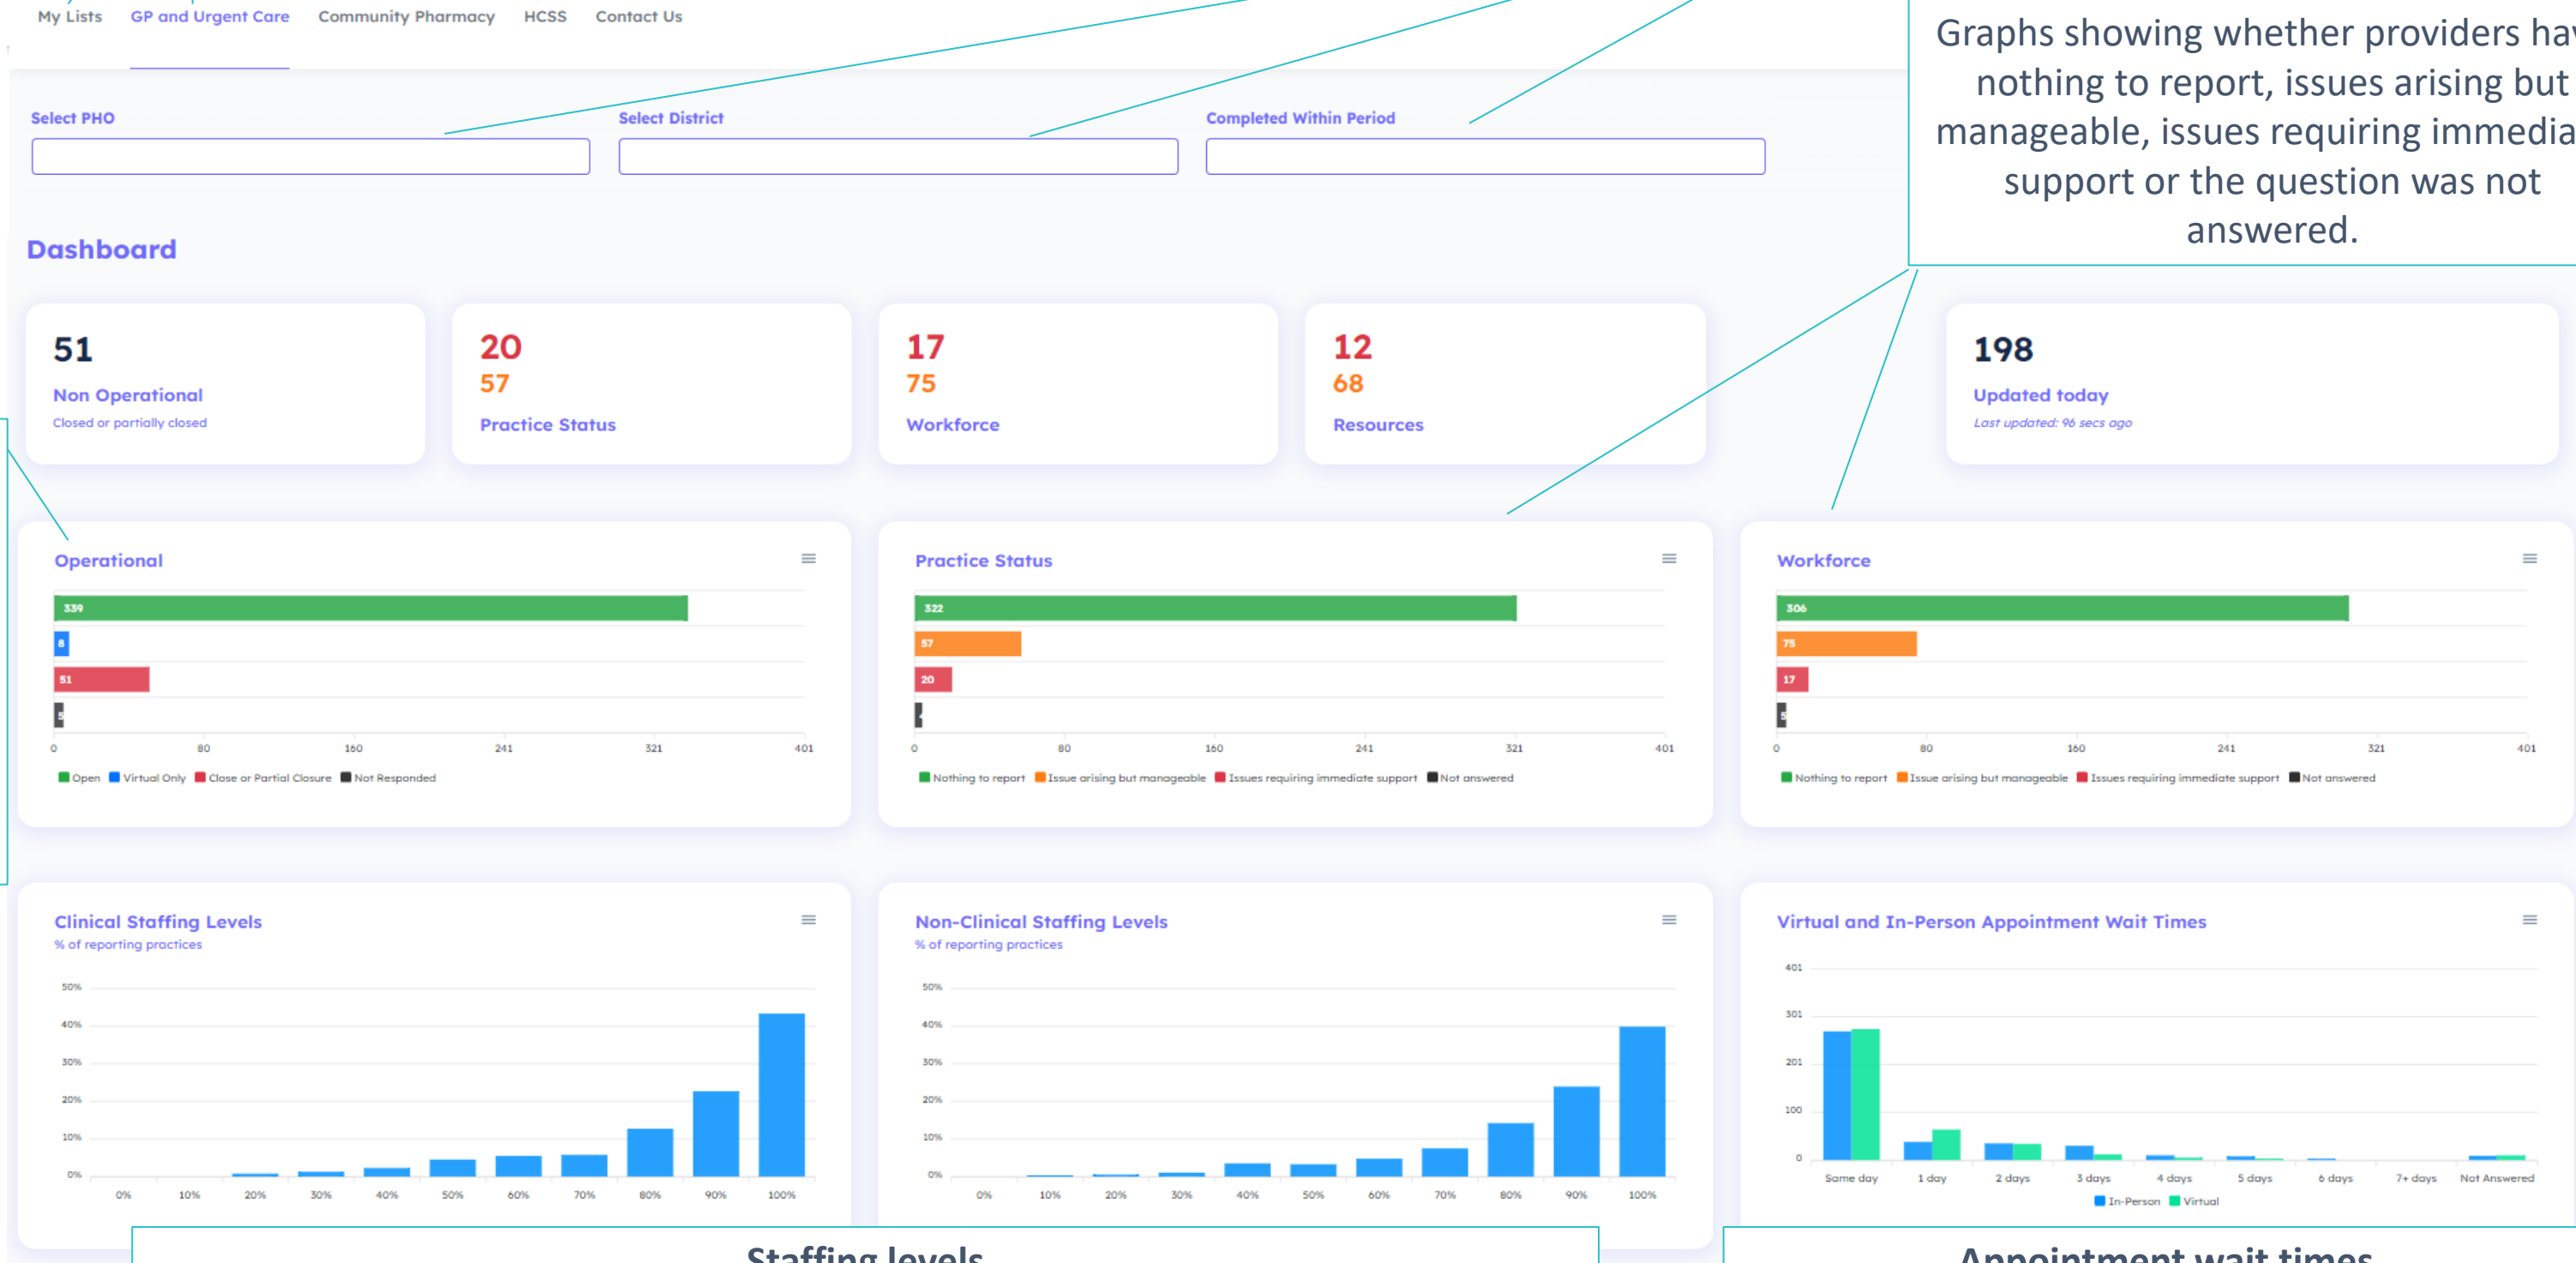 My Lists GP and Urgent Care Community Pharmacy HCSS Contact Us
Graphs showing whether providers
nothing to report, issues arising but
manageable, issues requiring
support or the question was not
answered.
Select PHO Select District Completed Within Period
Dashboard
51
Non Operational
Closed or partially closed
20
57
Practice Status
17
75
Workforce
12
68
Resources
198
Updated today
Last updated: 96 secs ago
Operational
339
8
51
5
0 80 160 241 321 401
Open Virtual Only Close or Partial Closure Not Responded
Practice Status
322
57
20
0 80 160 241 321 401
Nothing to report Issue arising but manageable Issues requiring immediate support Not answered
Workforce
306
75
17
5
0 80 160 241 321 401
Nothing to report Issue arising but manageable Issues requiring immediate support Not answered
Clinical Staffing Levels
% of reporting practices
50%
40%
30%
20%
10%
0%
0% 10% 20% 30% 40% 50% 60% 70% 80% 90% 100%
Non-Clinical Staffing Levels
% of reporting practices
50%
40%
30%
20%
10%
0%
0% 10% 20% 30% 40% 50% 60% 70% 80% 90% 100%
Virtual and In-Person Appointment Wait Times
401
301
201
100
0
Same day 1 day 2 days 3 days 4 days 5 days 6 days 7+ days Not Answered
In-Person Virtual
Staffing levels
Appointment wait times